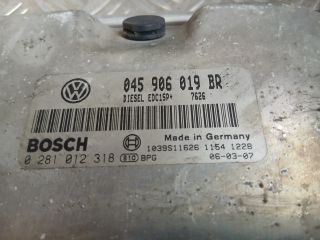 045 906 019 BR
DIESEL EDC15P+ 7626
Made in Germany
BOSCH
1039S11626 1154 1228
0 281 012 318 810 BPG
06-03-07